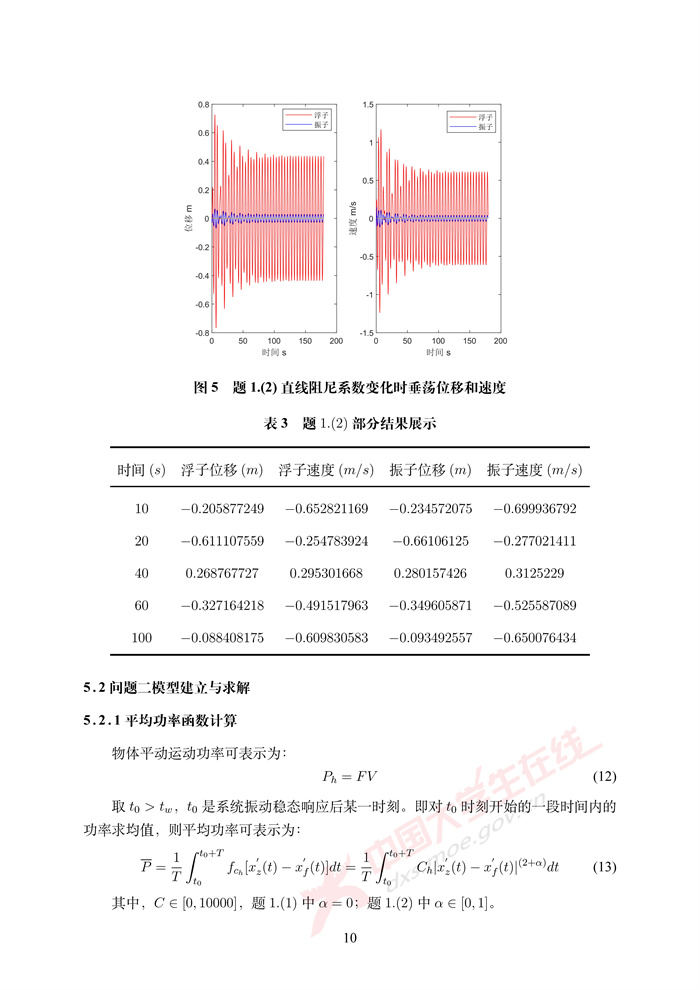 0.8
0.6
0.4
0.2
0
-0.2
-0.4
-0.6
-0.8
0 50 100 150 200
位移 m
时间 s
浮子
振子
1.5
1
0.5
0
-0.5
-1
-1.5
0 50 100 150 200
速度 m/s
时间 s
浮子
振子
图 5 题 1.(2) 直线阻尼系数变化时垂荡位移和速度
表 3 题 1.(2) 部分结果展示
时间 (s) 浮子位移 (m) 浮子速度 (m/s) 振子位移 (m) 振子速度 (m/s)
10 −0.205877249 −0.652821169 −0.234572075 −0.699936792
20 −0.611107559 −0.254783924 −0.66106125 −0.277021411
40 0.268767727 0.295301668 0.280157426 0.3125229
60 −0.327164218 −0.491517963 −0.349605871 −0.525587089
100 −0.088408175 −0.609830583 −0.093492557 −0.650076434
5.2 问题二模型建立与求解
5.2.1 平均功率函数计算
物体平动运动功率可表示为：
P_h = FV (12)
取 t_0 > t_w，t_0 是系统振动稳态响应后某一时刻。即对 t_0 时刻开始的一段时间内的
功率求均值，则平均功率可表示为：
P̅ = 1/T ∫_{t_0}^{t_0+T} f_{c_h}[x_z'(t) − x_f'(t)]dt = 1/T ∫_{t_0}^{t_0+T} C_h|x_z'(t) − x_f'(t)|^{(2+α)}dt (13)
其中，C ∈ [0, 10000]，题 1.(1) 中 α = 0；题 1.(2) 中 α ∈ [0, 1]。
中国大学生在线
dxs.moe.gov.cn
10